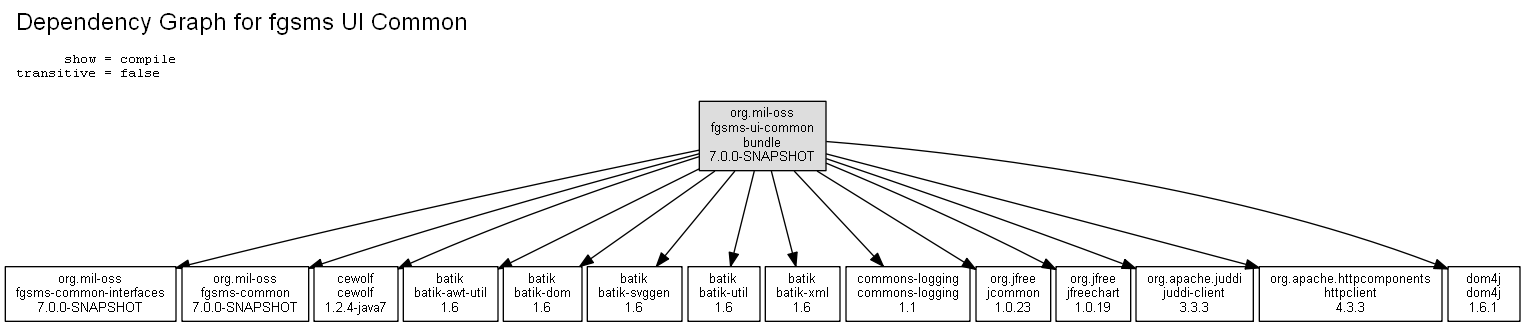 Dependency Graph for fgsms UI Common
show = compile
transitive = false
org.mil-oss
fgsms-ui-common
bundle
7.0.0-SNAPSHOT
org.mil-oss
fgsms-common-interfaces
7.0.0-SNAPSHOT
org.mil-oss
fgsms-common
7.0.0-SNAPSHOT
cewolf
cewolf
1.2.4-java7
batik
batik-awt-util
1.6
batik
batik-dom
1.6
batik
batik-svggen
1.6
batik
batik-util
1.6
batik
batik-xml
1.6
commons-logging
commons-logging
1.1
org.jfree
jcommon
1.0.23
org.jfree
jfreechart
1.0.19
org.apache.juddi
juddi-client
3.3.3
org.apache.httpcomponents
httpclient
4.3.3
dom4j
dom4j
1.6.1